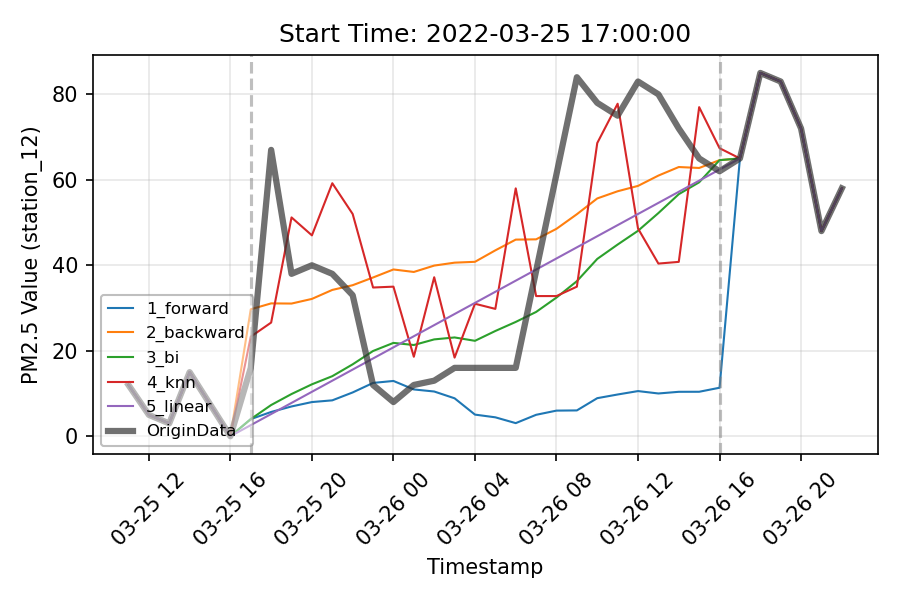 Start Time: 2022-03-25 17:00:00
PM2.5 Value (station_12)
80
60
40
20
0
1_forward
2_backward
3_bi
4_knn
5_linear
OriginData
03-25 12
03-25 16
03-25 20
03-26 00
03-26 04
03-26 08
03-26 12
03-26 16
03-26 20
Timestamp